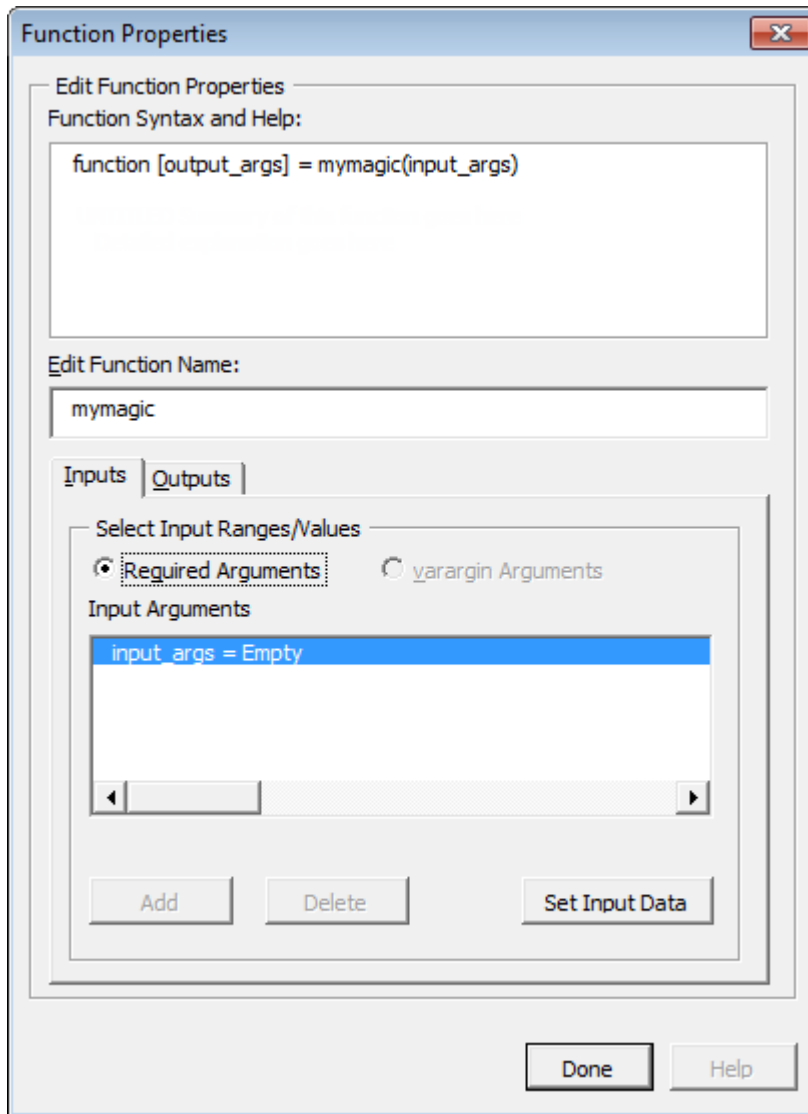 Function Properties
Edit Function Properties
Function Syntax and Help:
function [output_args] = mymagic(input_args)
Edit Function Name:
mymagic
Inputs Outputs
Select Input Ranges/Values
Required Arguments varargin Arguments
Input Arguments
input_args = Empty
Add Delete Set Input Data
Done Help